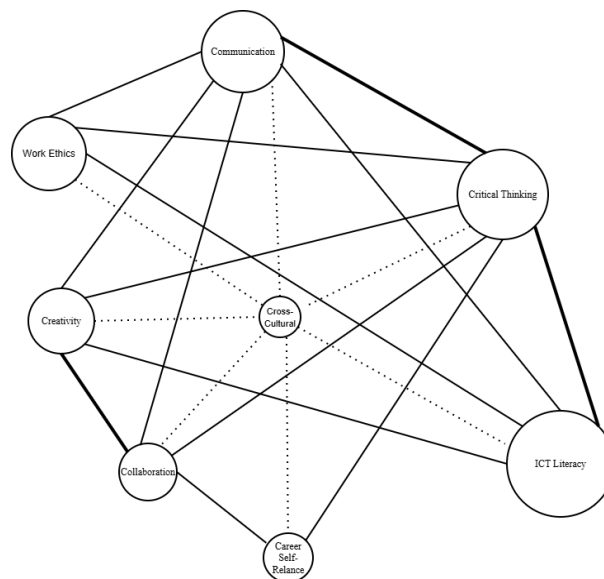 Communication
Work Ethics
Critical Thinking
Cross-
Cultural
Creativity
ICT Literacy
Collaboration
Career
Self-
Relance